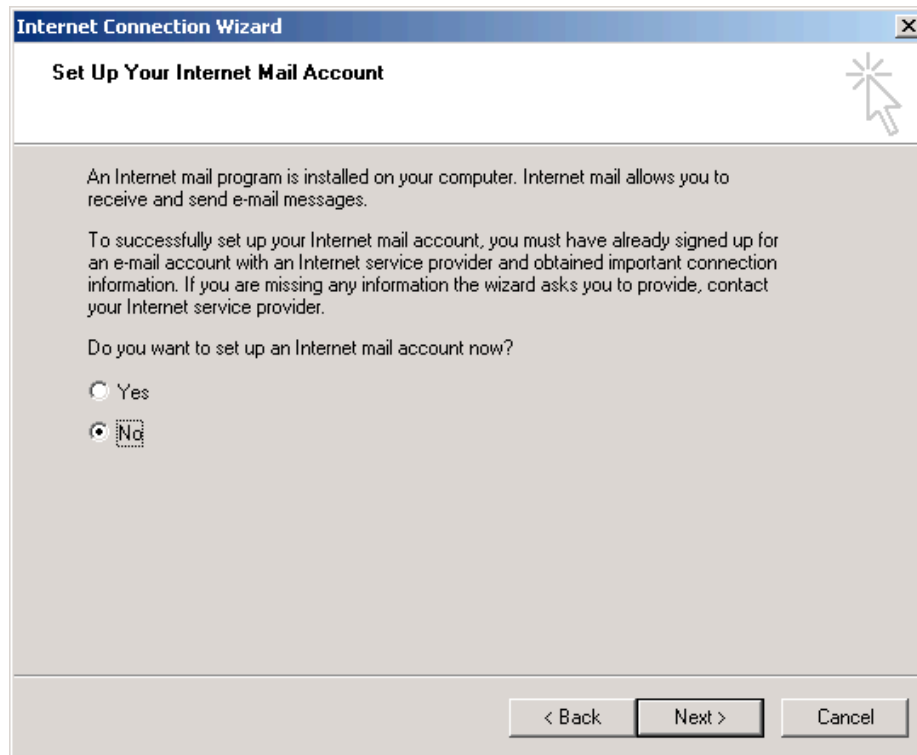 Internet Connection Wizard
Set Up Your Internet Mail Account
An Internet mail program is installed on your computer. Internet mail allows you to
receive and send e-mail messages.
To successfully set up your Internet mail account, you must have already signed up for
an e-mail account with an Internet service provider and obtained important connection
information. If you are missing any information the wizard asks you to provide, contact
your Internet service provider.
Do you want to set up an Internet mail account now?
Yes
No
< Back Next > Cancel